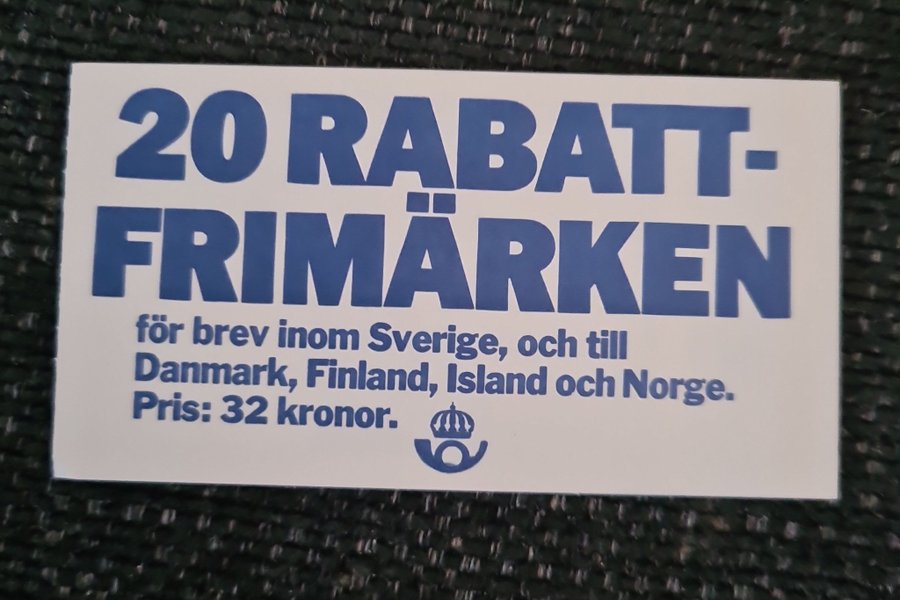 20 RABATT-
FRIMÄRKEN
för brev inom Sverige, och till
Danmark, Finland, Island och Norge.
Pris: 32 kronor.